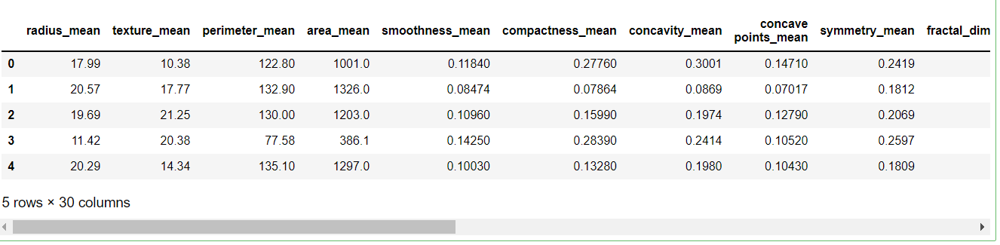 radius_mean texture_mean perimeter_mean area_mean smoothness_mean compactness_mean concavity_mean concave points_mean symmetry_mean fractal_dim
0 17.99 10.38 122.80 1001.0 0.11840 0.27760 0.3001 0.14710 0.2419
1 20.57 17.77 132.90 1326.0 0.08474 0.07864 0.0869 0.07017 0.1812
2 19.69 21.25 130.00 1203.0 0.10960 0.15990 0.1974 0.12790 0.2069
3 11.42 20.38 77.58 386.1 0.14250 0.28390 0.2414 0.10520 0.2597
4 20.29 14.34 135.10 1297.0 0.10030 0.13280 0.1980 0.10430 0.1809
5 rows × 30 columns